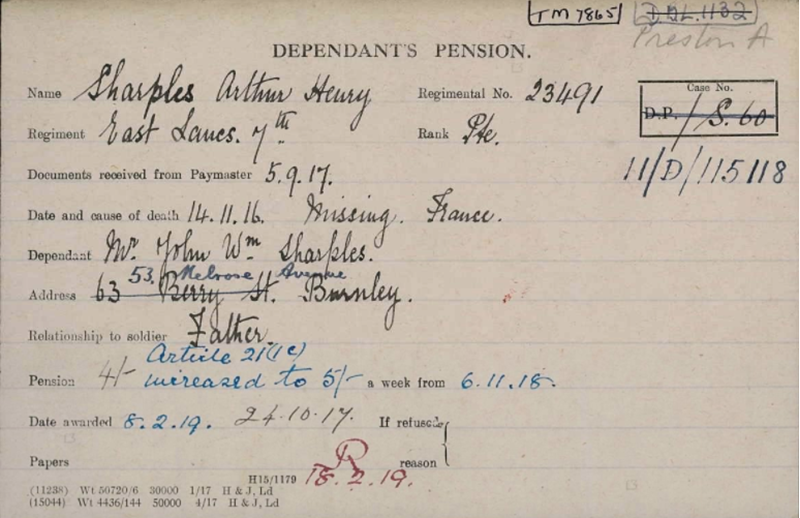 TM 7865 D.B.L. 1132
Preston A
DEPENDANT'S PENSION.
Name Sharples Arthur Henry Regimental No. 23491 Case No.
D.P. / S. 60
Regiment East Lancs. 7th Rank Pte.
11/D/115118
Documents received from Paymaster 5.9.17.
Date and cause of death 14.11.16. Missing. France.
Dependant Mr John Wm Sharples.
53. Melrose Avenue
Address 63 Berry St. Burnley.
Relationship to soldier Father.
Article 21(1c)
Pension 4/- increased to 5/- a week from 6.11.18.
Date awarded 8.2.19. 24.10.17. If refused,
Papers R reason
H15/1179 18.2.19.
(11238) Wt 50720/6 30000 1/17 H & J, Ld
(15044) Wt 4436/144 50000 4/17 H & J, Ld